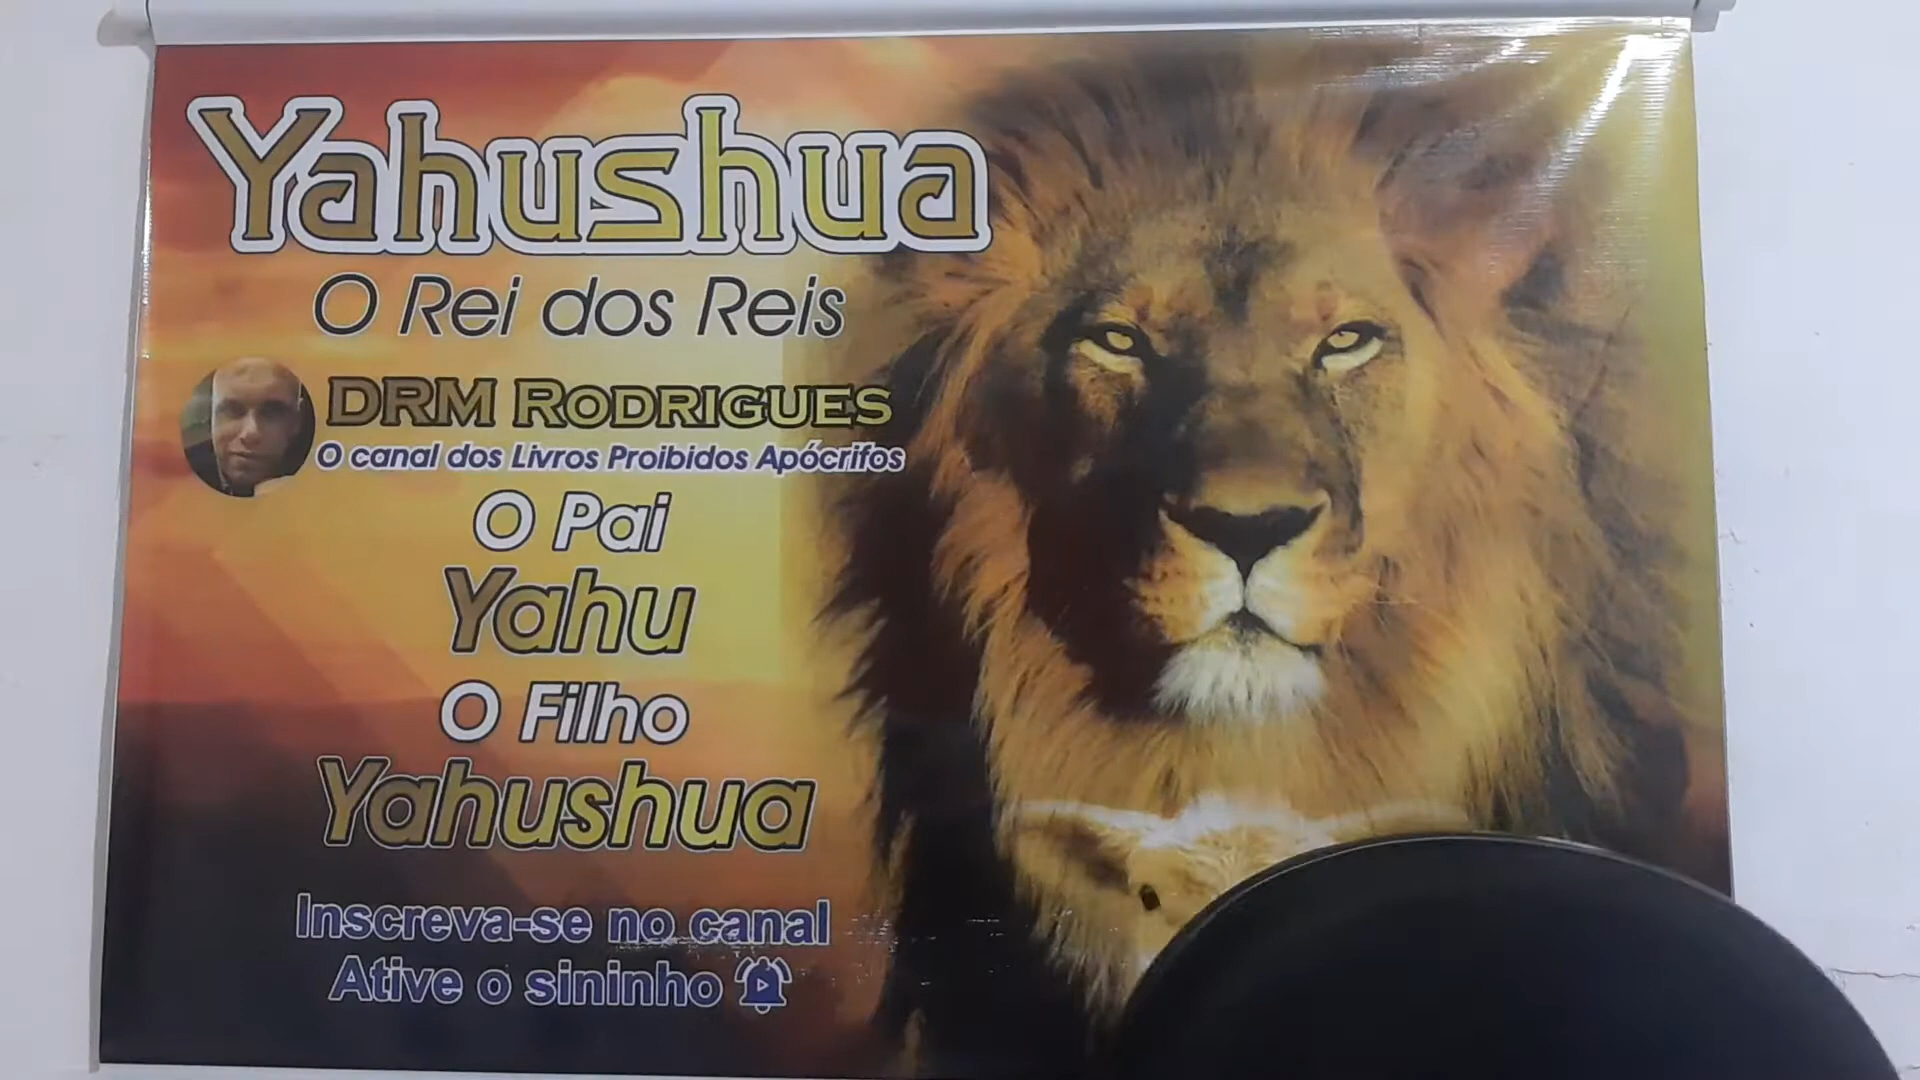 Yahushua
O Rei dos Reis
DRM RODRIGUES
O canal dos Livros Proibidos Apócrifos
O Pai
Yahu
O Filho
Yahushua
Inscreva-se no canal
Ative o sininho